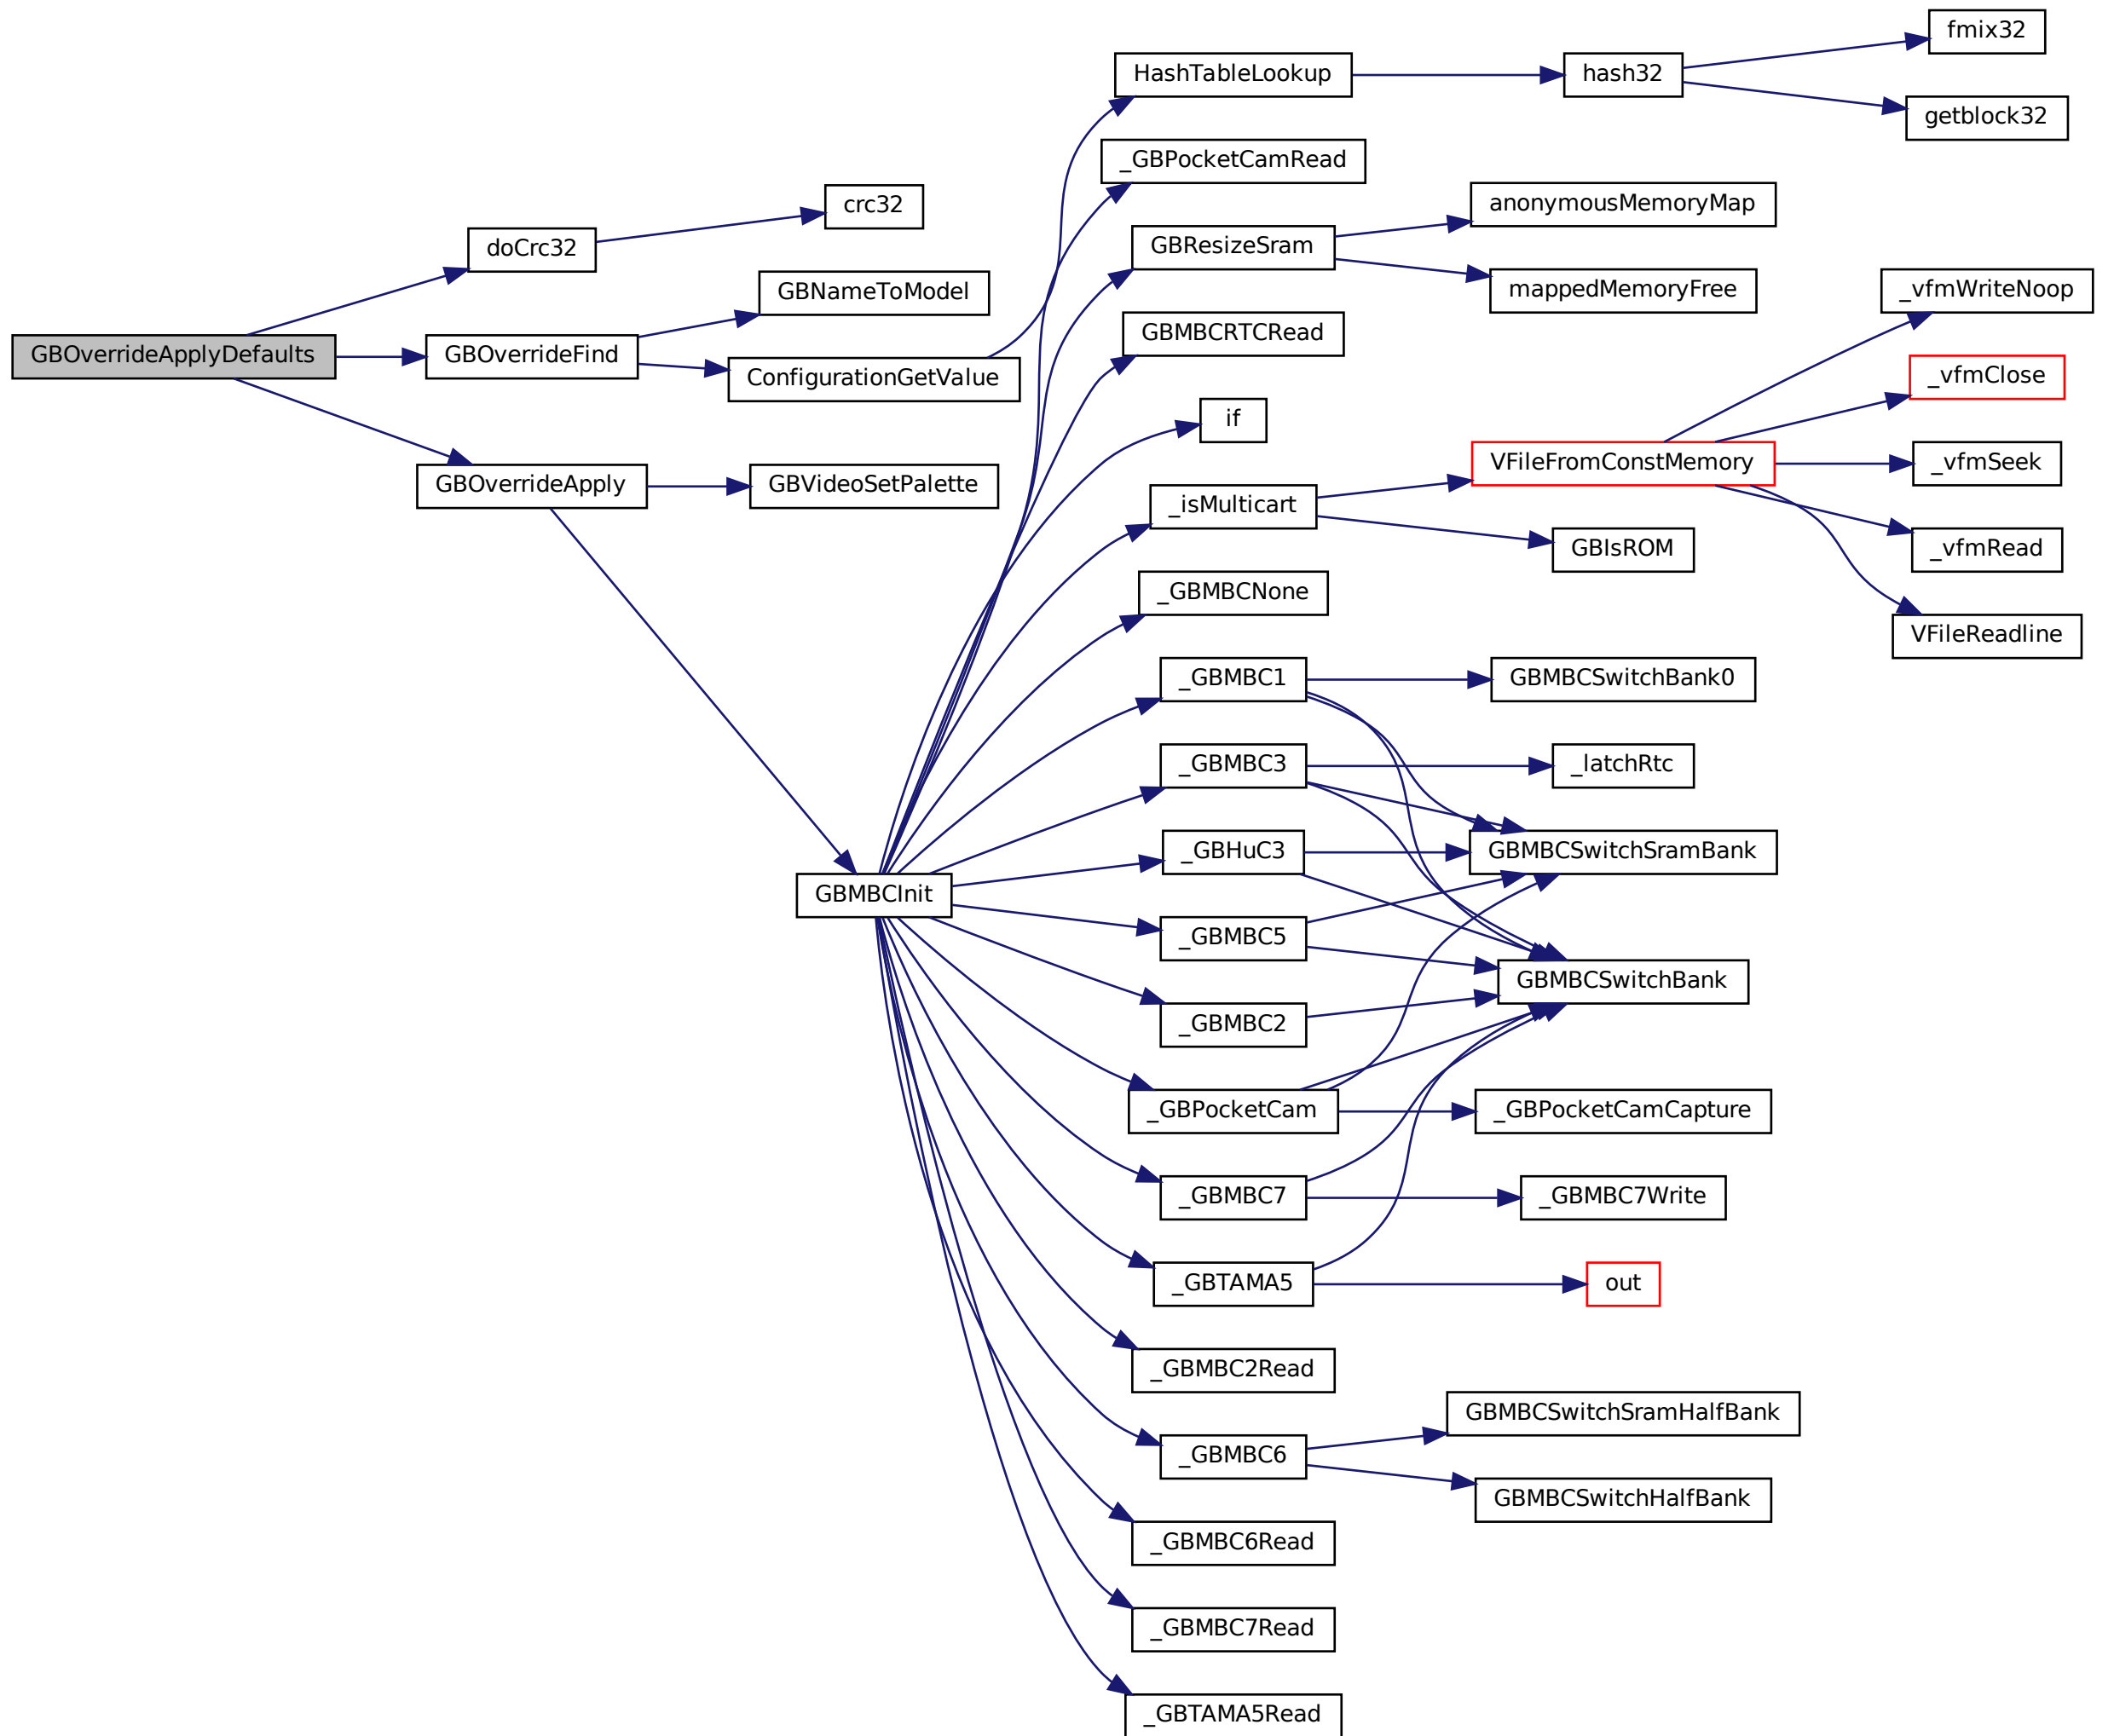 GBOverrideApplyDefaults
doCrc32
crc32
GBOverrideFind
GBNameToModel
ConfigurationGetValue
GBOverrideApply
GBVideoSetPalette
GBMBCInit
HashTableLookup
hash32
fmix32
getblock32
_GBPocketCamRead
GBResizeSram
anonymousMemoryMap
mappedMemoryFree
GBMBCRTCRead
if
_isMulticart
VFileFromConstMemory
_vfmWriteNoop
_vfmClose
_vfmSeek
_vfmRead
VFileReadline
GBIsROM
_GBMBCNone
_GBMBC1
GBMBCSwitchBank0
_GBMBC3
_latchRtc
GBMBCSwitchSramBank
_GBHuC3
_GBMBC5
GBMBCSwitchBank
_GBMBC2
_GBPocketCam
_GBPocketCamCapture
_GBMBC7
_GBMBC7Write
_GBTAMA5
out
_GBMBC2Read
_GBMBC6
GBMBCSwitchSramHalfBank
GBMBCSwitchHalfBank
_GBMBC6Read
_GBMBC7Read
_GBTAMA5Read